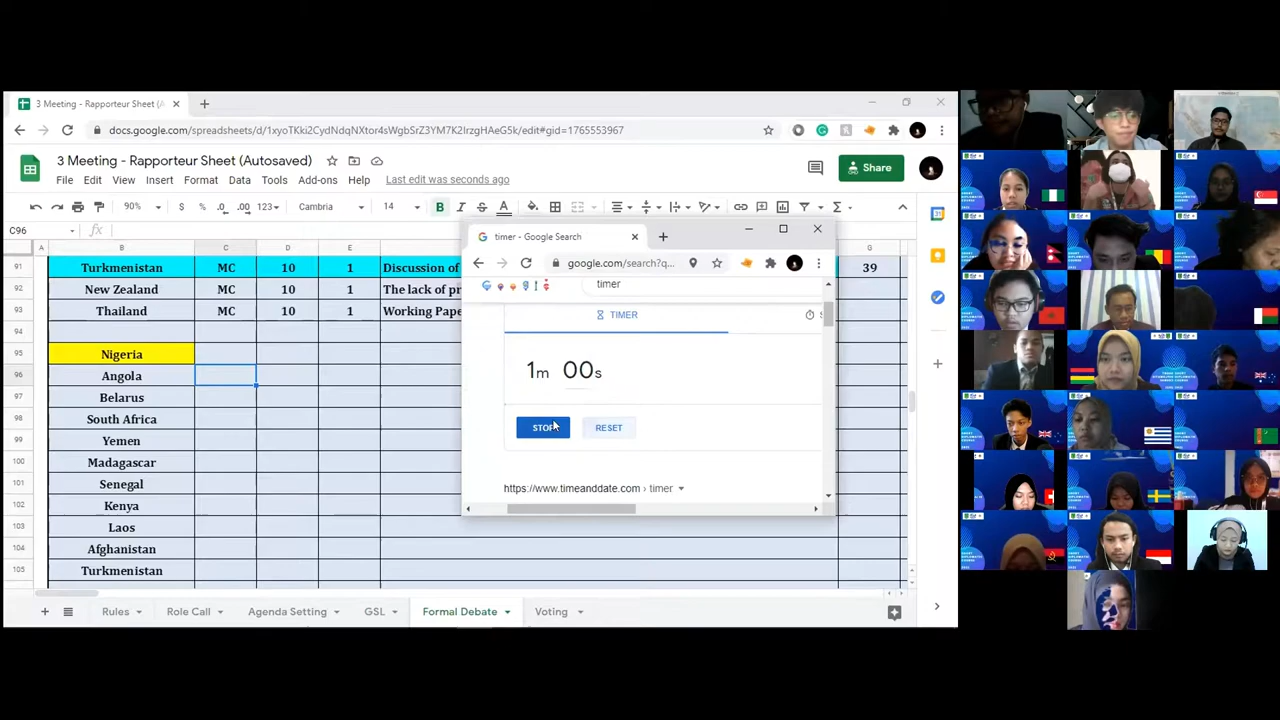 3 Meeting - Rapporteur Sheet (A
docs.google.com/spreadsheets/d/1xyoTKki2CydNdqNXtor4sWgbSrZ3YM7K2IrzgHAeG5k/edit#gid=1765553967
3 Meeting - Rapporteur Sheet (Autosaved)
File Edit View Insert Format Data Tools Add-ons Help Last edit was seconds ago
Share
90% $ % .0 .00 Cambria 14 B I A
C96 fx
A B C D E G
91 Turkmenistan MC 10 1 Discussion of 39
92 New Zealand MC 10 1 The lack of pr
93 Thailand MC 10 1 Working Pape
94
95 Nigeria
96 Angola
97 Belarus
98 South Africa
99 Yemen
100 Madagascar
101 Senegal
102 Kenya
103 Laos
104 Afghanistan
105 Turkmenistan
timer - Google Search
google.com/search?q...
timer
TIMER
1m 00s
STOP RESET
https://www.timeanddate.com › timer
Rules Role Call Agenda Setting GSL Formal Debate Voting